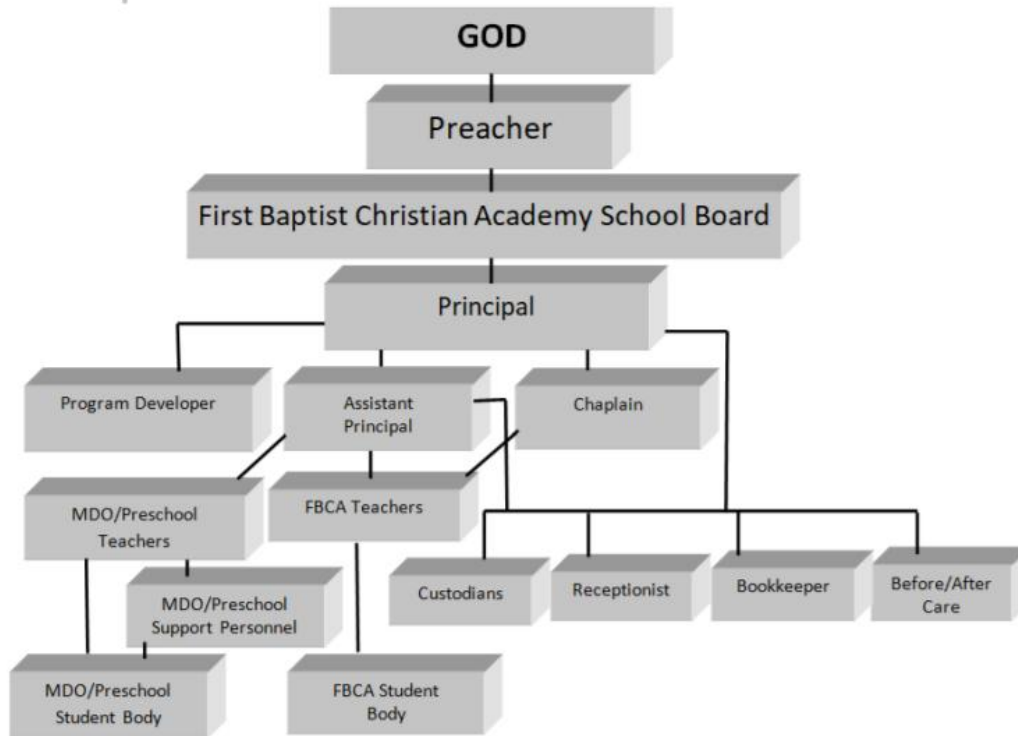 GOD
Preacher
First Baptist Christian Academy School Board
Principal
Program Developer
Assistant
Principal
Chaplain
MDO/Preschool
Teachers
FBCA Teachers
Custodians
Receptionist
Bookkeeper
Before/After
Care
MDO/Preschool
Support Personnel
MDO/Preschool
Student Body
FBCA Student
Body